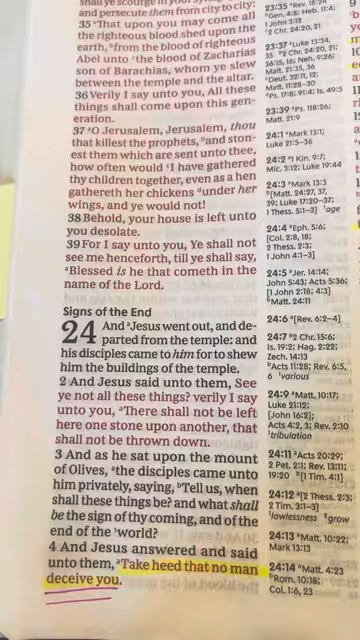 shall ye scourge in your synag
and persecute them from city to city:
35 ᵃThat upon you may come all
the righteous blood shed upon the
earth, ᵇfrom the blood of righteous
Abel unto ᶜthe blood of Zacharias
son of Barachias, whom ye slew
between the temple and the altar.
36 Verily I say unto you, All these
things shall come upon this gen-
eration.
37 ᵃO Jerusalem, Jerusalem, thou
that killest the prophets, ᵇand ston-
est them which are sent unto thee,
how often would ᶜI have gathered
thy children together, even as a hen
gathereth her chickens ᵈunder her
wings, and ye would not!
38 Behold, your house is left unto
you desolate.
39 For I say unto you, Ye shall not
see me henceforth, till ye shall say,
ᵃBlessed is he that cometh in the
name of the Lord.
Signs of the End
24 And ᵃJesus went out, and de-
parted from the temple: and
his disciples came to him for to shew
him the buildings of the temple.
2 And Jesus said unto them, See
ye not all these things? verily I say
unto you, ᵃThere shall not be left
here one stone upon another, that
shall not be thrown down.
3 And as he sat upon the mount
of Olives, ᵃthe disciples came unto
him privately, saying, ᵇTell us, when
shall these things be? and what shall
be the sign of thy coming, and of the
end of the ¹world?
4 And Jesus answered and said
unto them, ᵃTake heed that no man
deceive you.
23:35 ᵃRev. 18:24
ᵇGen. 4:8; Heb. 11:4;
1 John 3:12
ᶜ2 Chr. 24:20, 21
23:37 ᵃLuke 13:34,
35 ᵇ2 Chr. 24:20, 21;
36:15, 16; Neh. 9:26;
Matt. 21:35, 36
ᶜDeut. 32:11, 12;
Matt. 11:28–30
ᵈPs. 17:8; 91:4; Is. 49:5
23:39 ᵃPs. 118:26;
Matt. 21:9
24:1 ᵃMark 13:1;
Luke 21:5–36
24:2 ᵃ1 Kin. 9:7;
Mic. 3:12; Luke 19:44
24:3 ᵃMark 13:3
ᵇ[Matt. 24:27, 37,
39; Luke 17:20–37;
1 Thess. 5:1–3] ¹age
24:4 ᵃEph. 5:6;
[Col. 2:8, 18;
2 Thess. 2:3;
1 John 4:1–3]
24:5 ᵃJer. 14:14;
John 5:43; Acts 5:36;
[1 John 2:18; 4:3]
ᵇMatt. 24:11
24:6 ᵃ[Rev. 6:2–4]
24:7 ᵃ2 Chr. 15:6;
Is. 19:2; Hag. 2:22;
Zech. 14:13
ᵇActs 11:28; Rev. 6:5,
6 ¹various
24:9 ᵃMatt. 10:17;
Luke 21:12;
[John 16:2];
Acts 4:2, 3; Rev. 2:10
¹tribulation
24:11 ᵃActs 20:29;
2 Pet. 2:1; Rev. 13:11;
19:20 ᵇ[1 Tim. 4:1]
24:12 ᵃ[2 Thess. 2:3;
2 Tim. 3:1–3]
¹lawlessness ²grow
24:13 ᵃMatt. 10:22;
Mark 13:13
24:14 ᵃMatt. 4:23
ᵇRom. 10:18;
Col. 1:6, 23